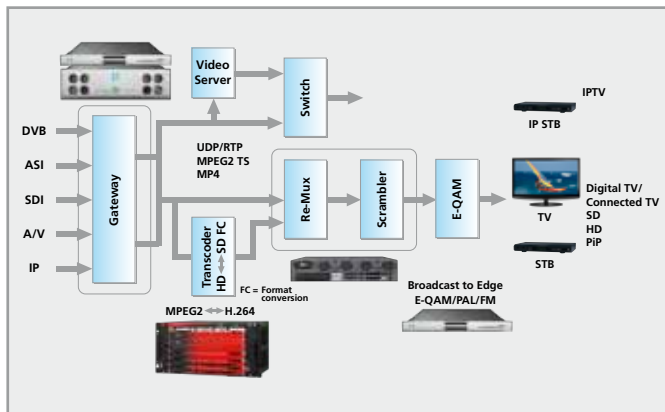 DVB
ASI
SDI
A/V
IP
Gateway
Video
Server
Switch
UDP/RTP
MPEG2 TS
MP4
Transcoder
HD ↔ SD FC
FC = Format
conversion
MPEG2 ↔ H.264
Re-Mux
Scrambler
E-QAM
Broadcast to Edge
E-QAM/PAL/FM
IPTV
IP STB
TV
Digital TV/
Connected TV
SD
HD
PiP
STB